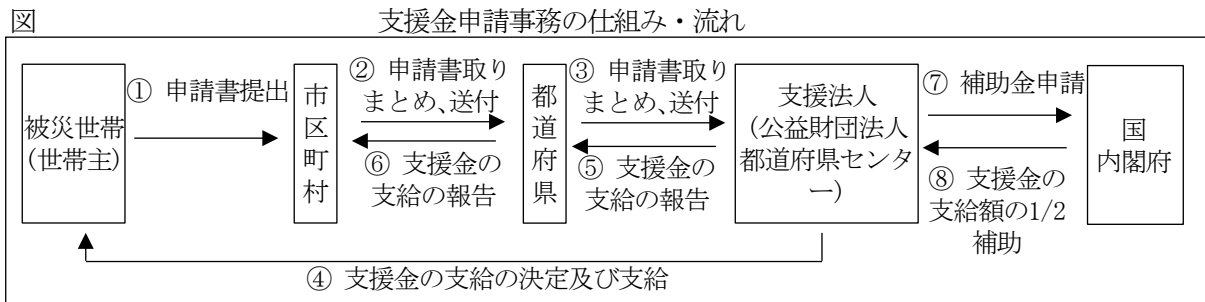 図
支援金申請事務の仕組み・流れ
被災世帯
(世帯主)
① 申請書提出
市
区
町
村
② 申請書取り
まとめ、送付
⑥ 支援金の
支給の報告
都
道
府
県
③ 申請書取り
まとめ、送付
⑤ 支援金の
支給の報告
支援法人
(公益財団法人
都道府県センタ
ー)
⑦ 補助金申請
⑧ 支援金の
支給額の1/2
補助
国
内閣府
④ 支援金の支給の決定及び支給